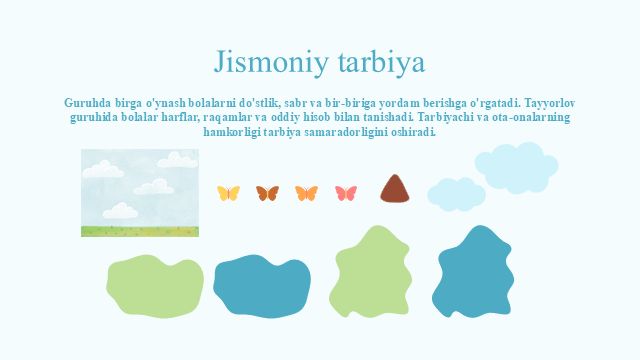 Jismoniy tarbiya
Guruhda birga o'ynash bolalarni do'stlik, sabr va bir-biriga yordam berishga o'rgatadi. Tayyorlov
guruhida bolalar harflar, raqamlar va oddiy hisob bilan tanishadi. Tarbiyachi va ota-onalarning
hamkorligi tarbiya samaradorligini oshiradi.